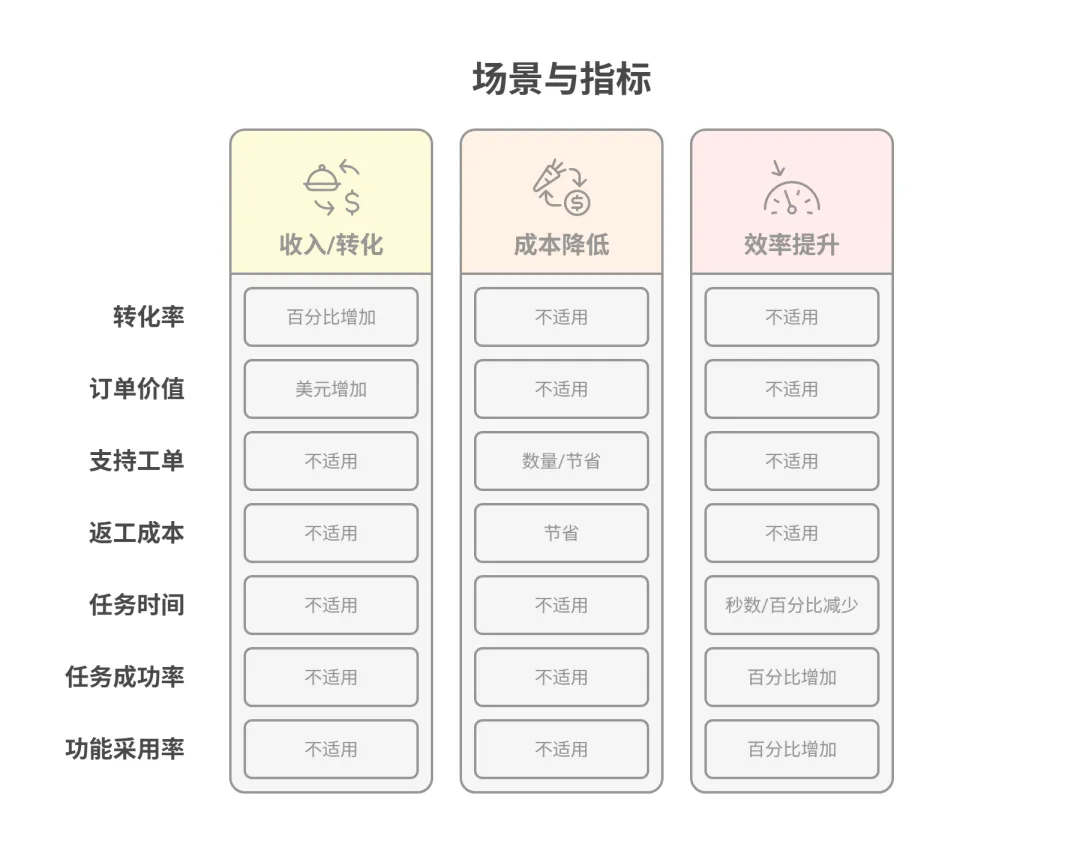 场景与指标
收入/转化 成本降低 效率提升
转化率 百分比增加 不适用 不适用
订单价值 美元增加 不适用 不适用
支持工单 不适用 数量/节省 不适用
返工成本 不适用 节省 不适用
任务时间 不适用 不适用 秒数/百分比减少
任务成功率 不适用 不适用 百分比增加
功能采用率 不适用 不适用 百分比增加